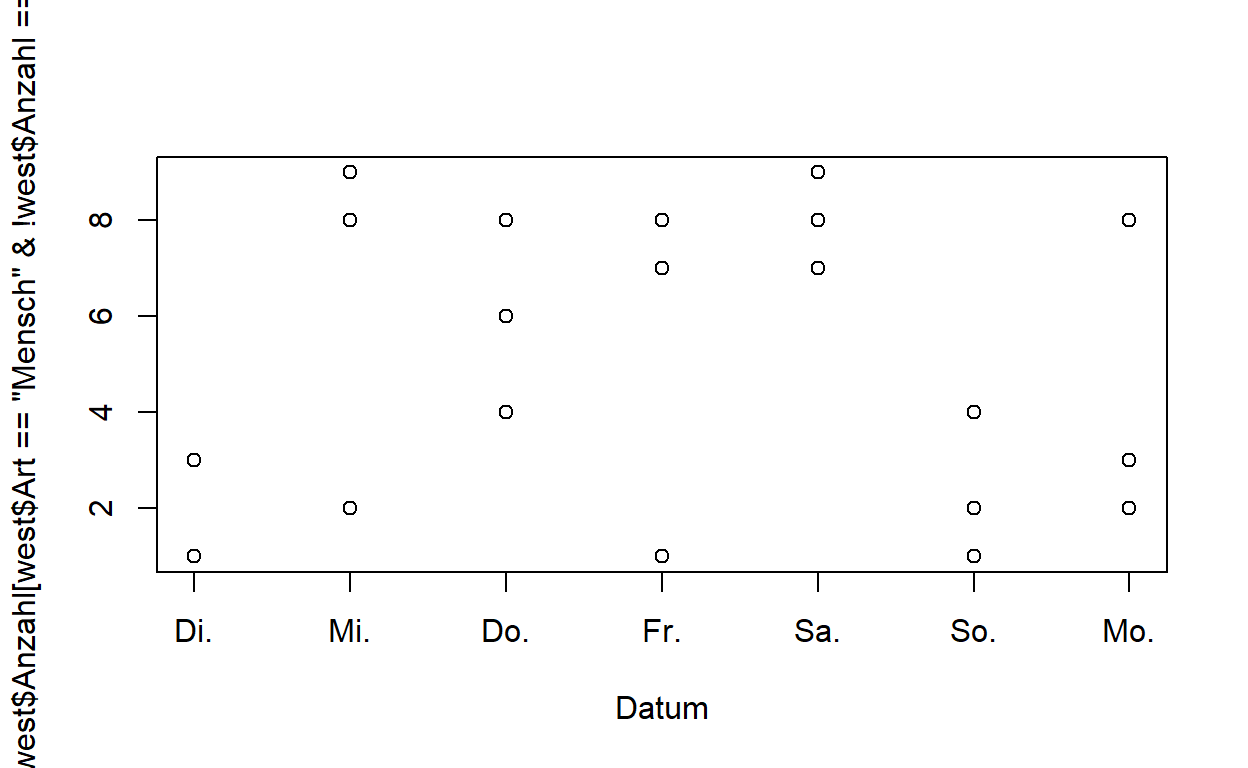 west$Anzahl[west$Art == "Mensch" & !west$Anzahl ==
8
6
4
2
Di. Mi. Do. Fr. Sa. So. Mo.
Datum